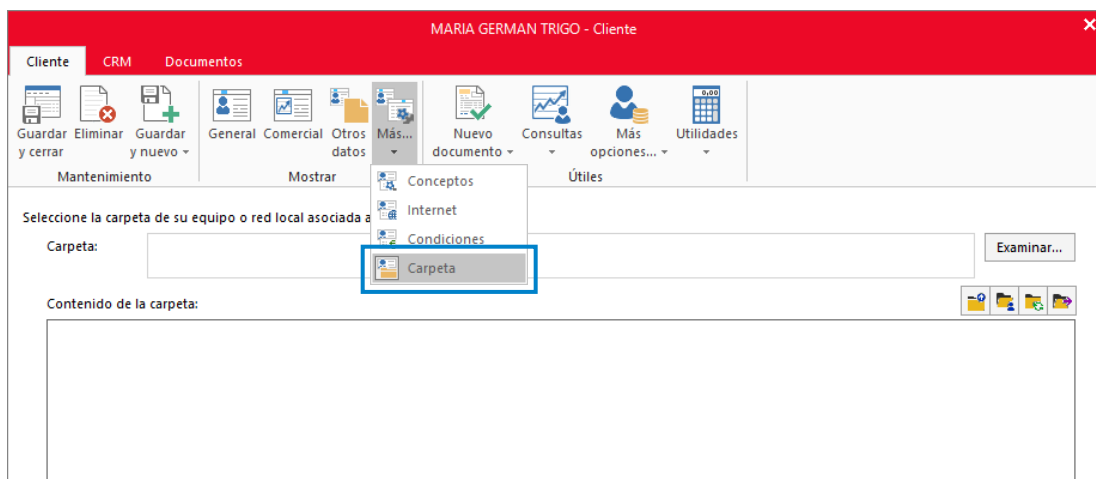 MARIA GERMAN TRIGO - Cliente
Cliente CRM Documentos
Guardar y cerrar
Eliminar
Guardar y nuevo
General
Comercial
Otros datos
Más...
Nuevo documento
Consultas
Más opciones...
0,00
Utilidades
Mantenimiento
Mostrar
Útiles
Conceptos
Internet
Condiciones
Carpeta
Seleccione la carpeta de su equipo o red local asociada a
Carpeta:
Examinar...
Contenido de la carpeta: